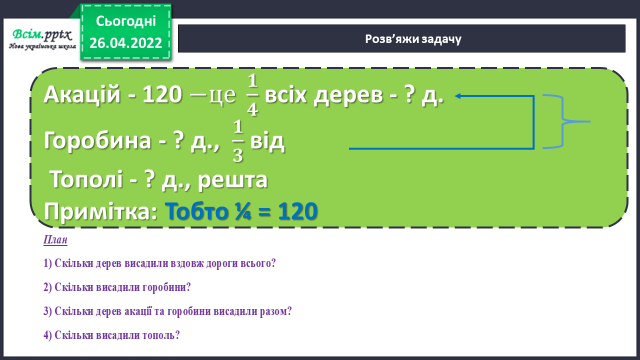 Всім.pptx
Нова українська школа
Сьогодні
26.04.2022
Розв’яжи задачу
Акацій - 120 −це 1/4 всіх дерев - ? д.
Горобина - ? д., 1/3 від
Тополі - ? д., решта
Примітка: Тобто ¼ = 120
План
1) Скільки дерев висадили вздовж дороги всього?
2) Скільки висадили горобини?
3) Скільки дерев акації та горобини висадили разом?
4) Скільки висадили тополь?